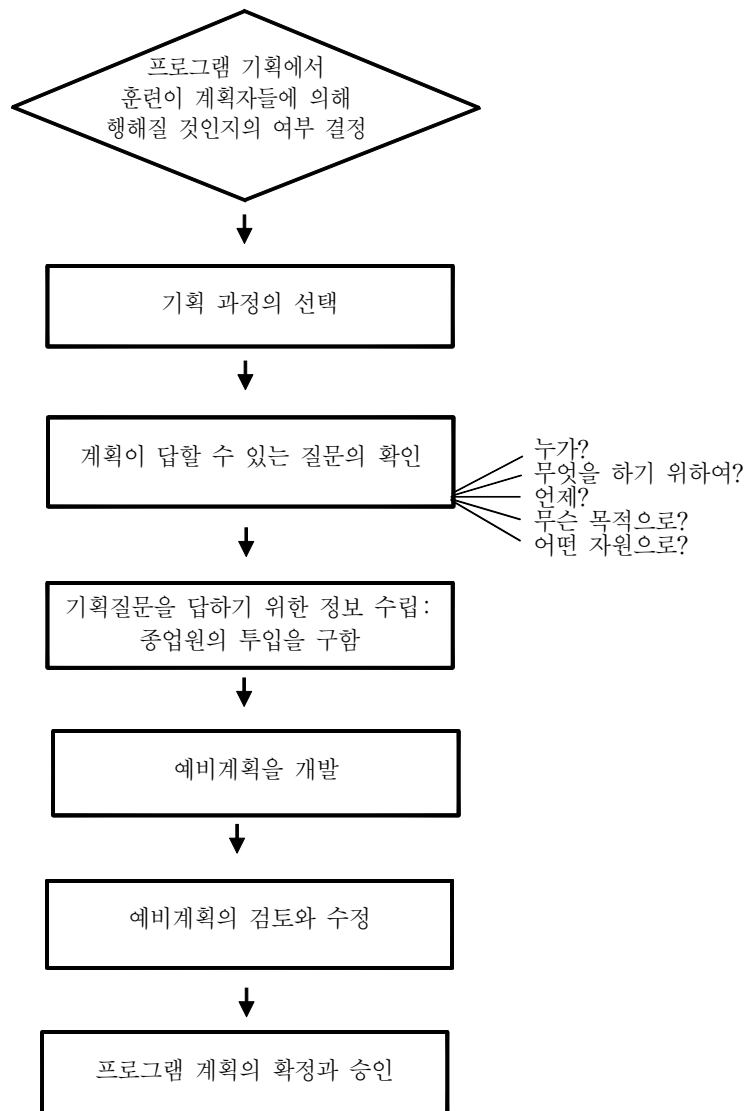 프로그램 기획에서
훈련이 계획자들에 의해
행해질 것인지의 여부 결정
기획 과정의 선택
계획이 답할 수 있는 질문의 확인
누가?
무엇을 하기 위하여?
언제?
무슨 목적으로?
어떤 자원으로?
기획질문을 답하기 위한 정보 수립:
종업원의 투입을 구함
예비계획을 개발
예비계획의 검토와 수정
프로그램 계획의 확정과 승인